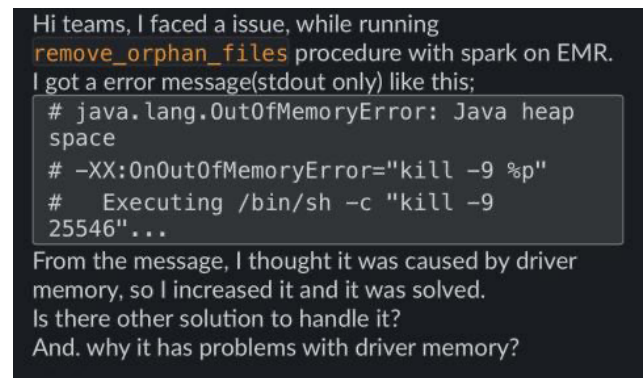 Hi teams, I faced a issue, while running
remove_orphan_files procedure with spark on EMR.
I got a error message(stdout only) like this;
# java.lang.OutOfMemoryError: Java heap
space
# -XX:OnOutOfMemoryError="kill -9 %p"
#   Executing /bin/sh -c "kill -9
25546"...
From the message, I thought it was caused by driver
memory, so I increased it and it was solved.
Is there other solution to handle it?
And. why it has problems with driver memory?